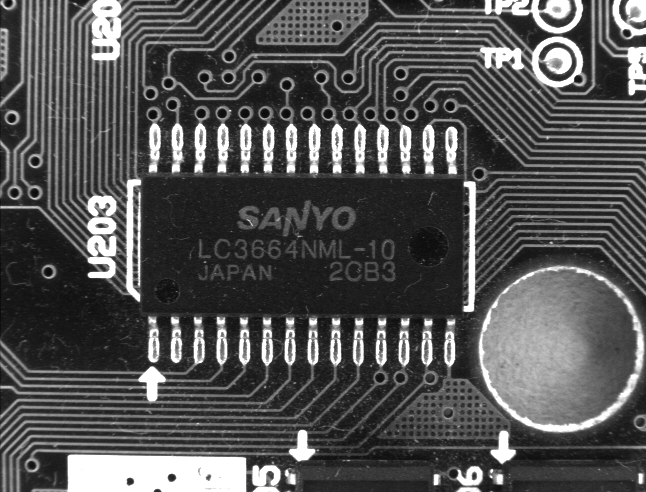 TP2
TP1
U203
SANYO
LC3664NML-10
JAPAN 2CB3